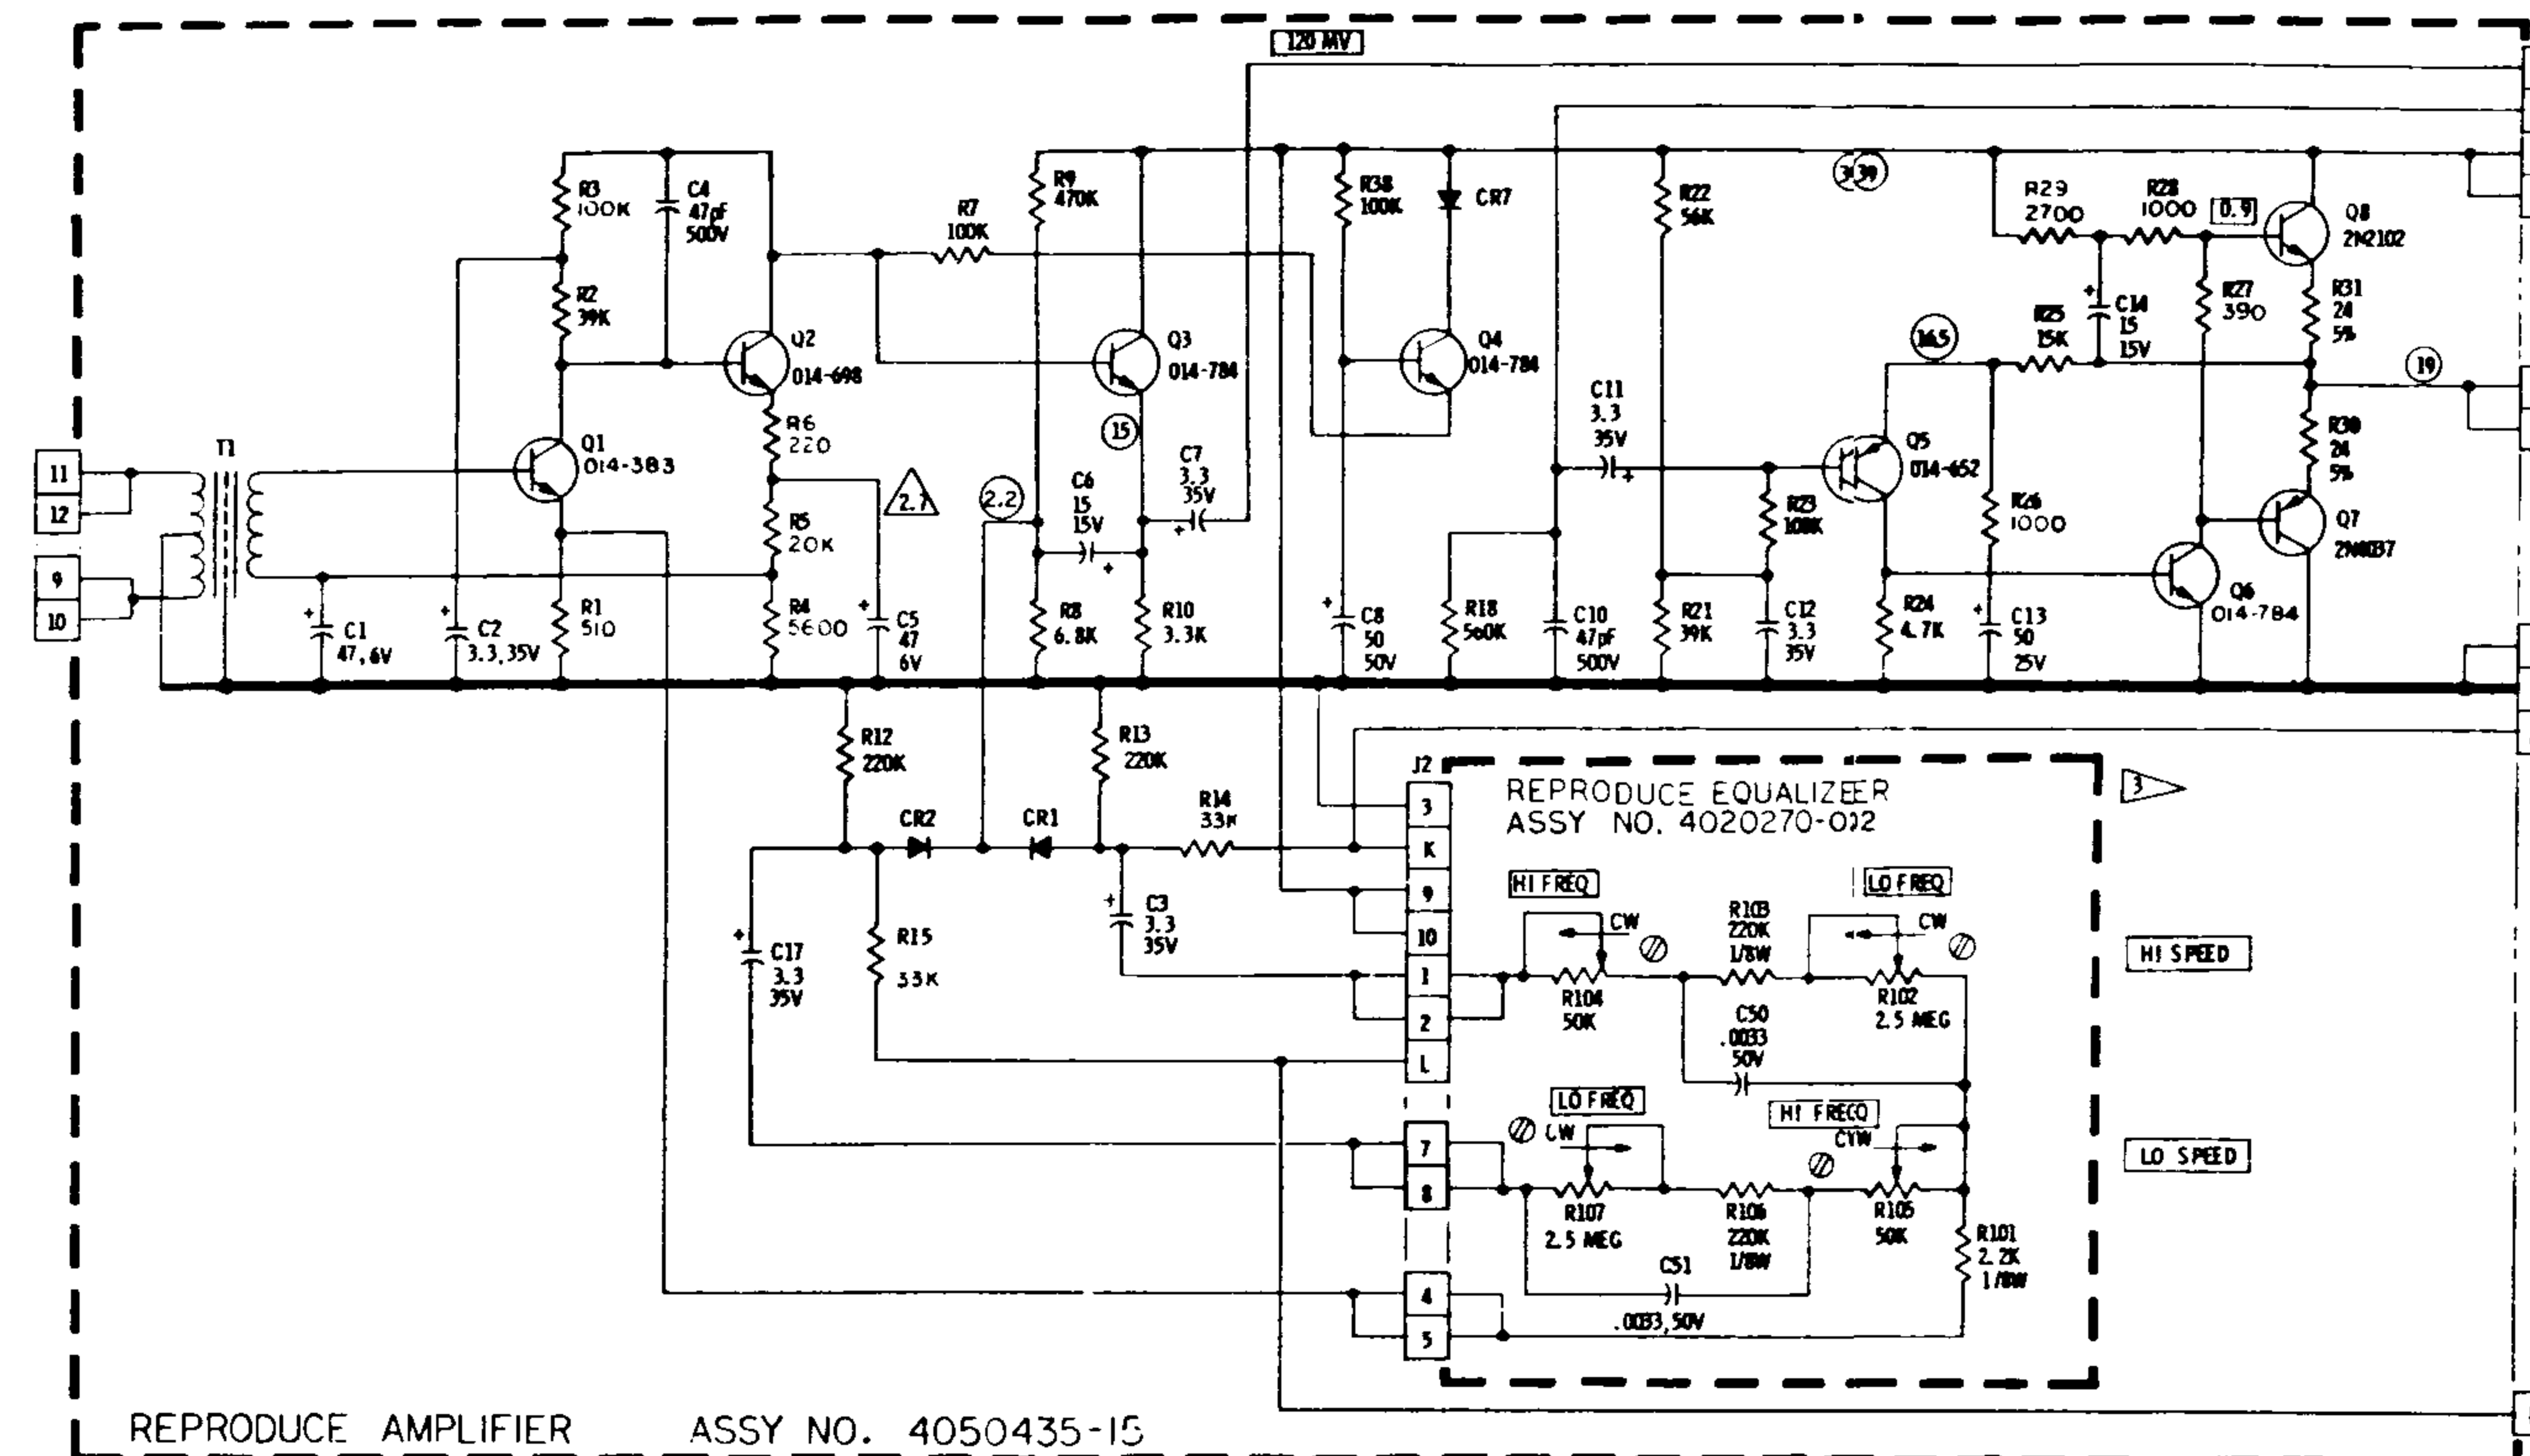 120 MV
R3
100K
C4
47pF
500V
R2
39K
R7
100K
R9
470K
R38
100K
CR7
R22
56K
39
R29
2700
R28
1000
0.9
Q8
2N2102
R27
390
R31
24
5%
C14
15
15V
R25
15K
16.5
19
Q2
014-698
Q3
014-784
Q4
014-784
15
R6
220
T1
11
12
9
10
Q1
014-383
2.2
C6
15
15V
C7
3.3
35V
C11
3.3
35V
Q5
014-652
R23
R26
1000
R30
24
5%
Q7
R5
20K
Q6
014-784
C1
47,6V
C2
3.3,35V
R1
510
R4
5600
C5
47
6V
R8
6.8K
R10
3.3K
C8
50
50V
R18
560K
C10
47pF
500V
R21
39K
C12
3.3
35V
R24
4.7K
C13
50
25V
R12
220K
R13
220K
CR2
CR1
R14
33K
C17
3.3
35V
R15
33K
C3
3.3
35V
J2
3
K
9
10
1
2
L
7
8
4
5
REPRODUCE EQUALIZEER
ASSY NO. 4020270-
3
HI FREQ
LO FREQ
CW
CW
R103
220K
1/8W
R104
50K
R102
2.5 MEG
C50
.0033
50V
HI SPEED
LO FREQ
HI FRECQ
CW
LO SPEED
R107
2.5 MEG
R106
220K
1/8W
R105
50K
R101
2.2K
1/8W
C51
.0033,50V
REPRODUCE AMPLIFIER ASSY NO. 4050435-15